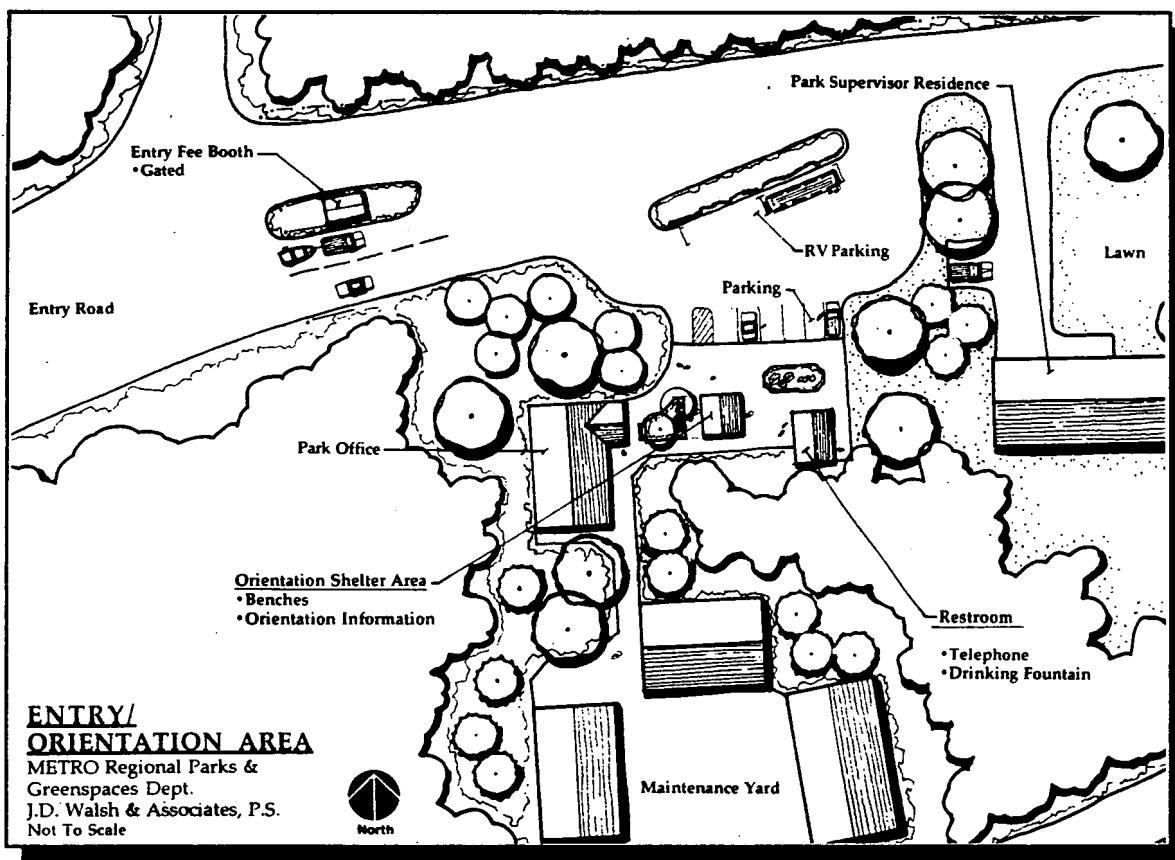 Park Supervisor Residence
Entry Fee Booth
•Gated
RV Parking
Lawn
Parking
Entry Road
Park Office
Orientation Shelter Area
•Benches
•Orientation Information
Restroom
•Telephone
•Drinking Fountain
ENTRY/
ORIENTATION AREA
METRO Regional Parks &
Greenspaces Dept.
J.D. Walsh & Associates, P.S.
Not To Scale
North
Maintenance Yard